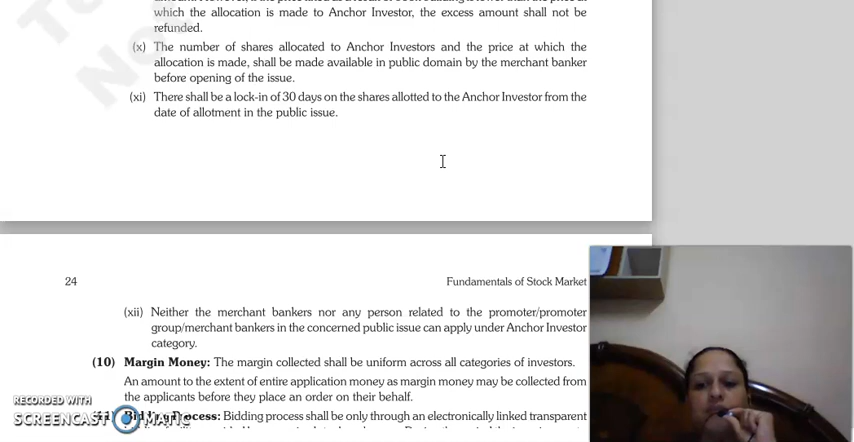 which the allocation is made to Anchor Investor, the excess amount shall not be
refunded.
(x) The number of shares allocated to Anchor Investors and the price at which the
allocation is made, shall be made available in public domain by the merchant banker
before opening of the issue.
(xi) There shall be a lock-in of 30 days on the shares allotted to the Anchor Investor from the
date of allotment in the public issue.
24 Fundamentals of Stock Market
(xii) Neither the merchant bankers nor any person related to the promoter/promoter
group/merchant bankers in the concerned public issue can apply under Anchor Investor
category.
(10) Margin Money: The margin collected shall be uniform across all categories of investors.
An amount to the extent of entire application money as margin money may be collected from
the applicants before they place an order on their behalf.
Process: Bidding process shall be only through an electronically linked transparent
RECORDED WITH
SCREENCAST MATIC